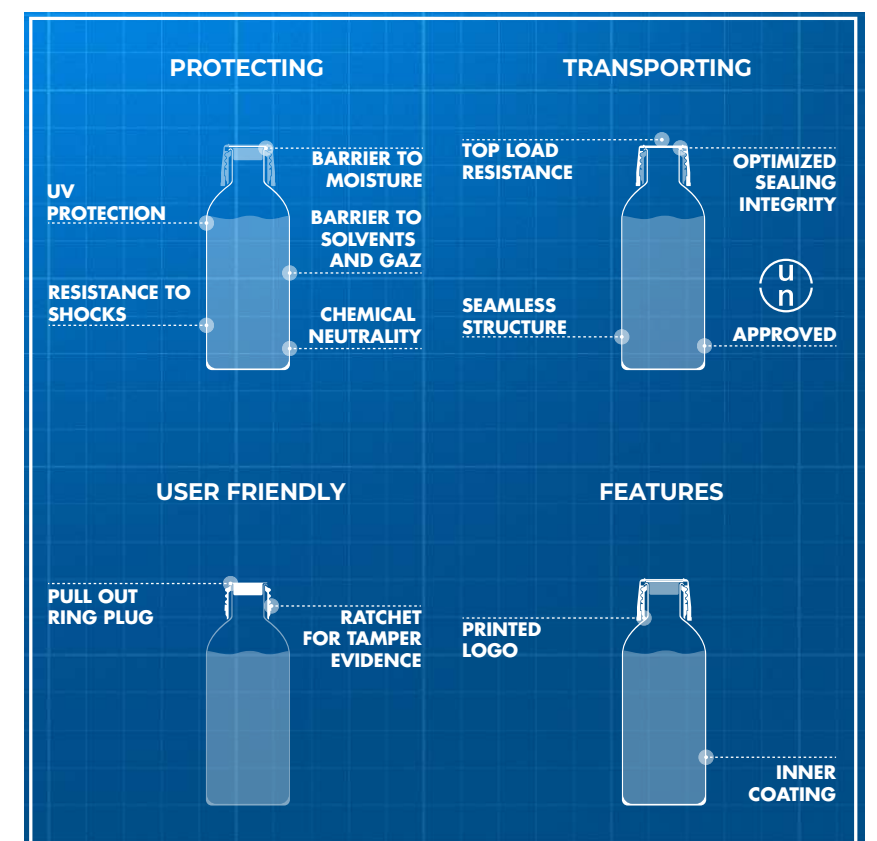 PROTECTING
BARRIER TO
MOISTURE
UV
PROTECTION
BARRIER TO
SOLVENTS
AND GAZ
RESISTANCE TO
SHOCKS
CHEMICAL
NEUTRALITY
TRANSPORTING
TOP LOAD
RESISTANCE
OPTIMIZED
SEALING
INTEGRITY
u
n
SEAMLESS
STRUCTURE
APPROVED
USER FRIENDLY
PULL OUT
RING PLUG
RATCHET
FOR TAMPER
EVIDENCE
FEATURES
PRINTED
LOGO
INNER
COATING